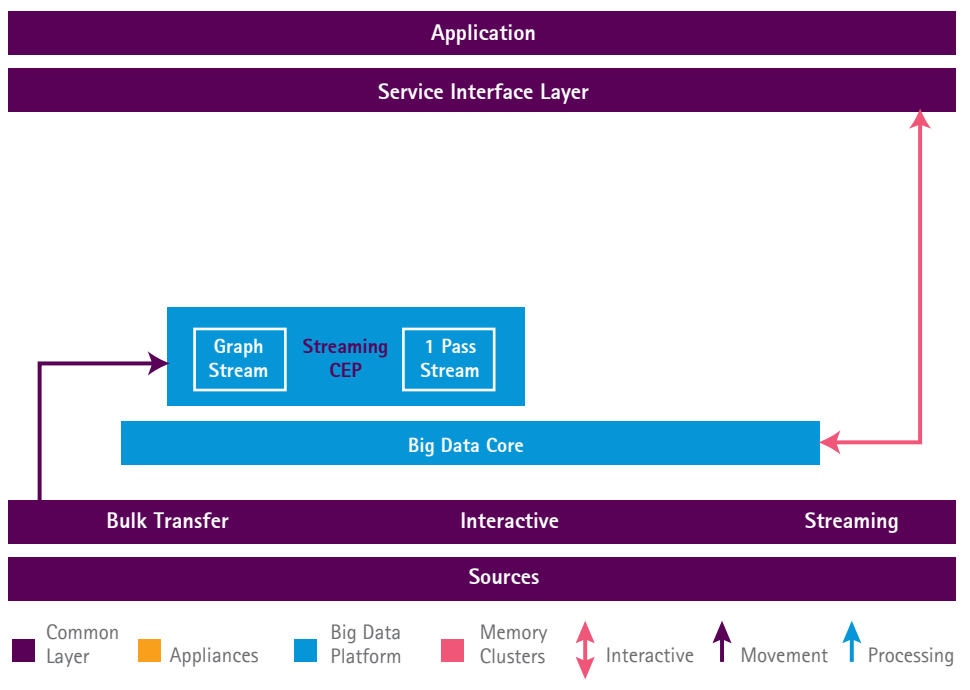 Application
Service Interface Layer
Graph
Stream
Streaming
CEP
1 Pass
Stream
Big Data Core
Bulk Transfer
Interactive
Streaming
Sources
Common
Layer
Appliances
Big Data
Platform
Memory
Clusters
Interactive
Movement
Processing